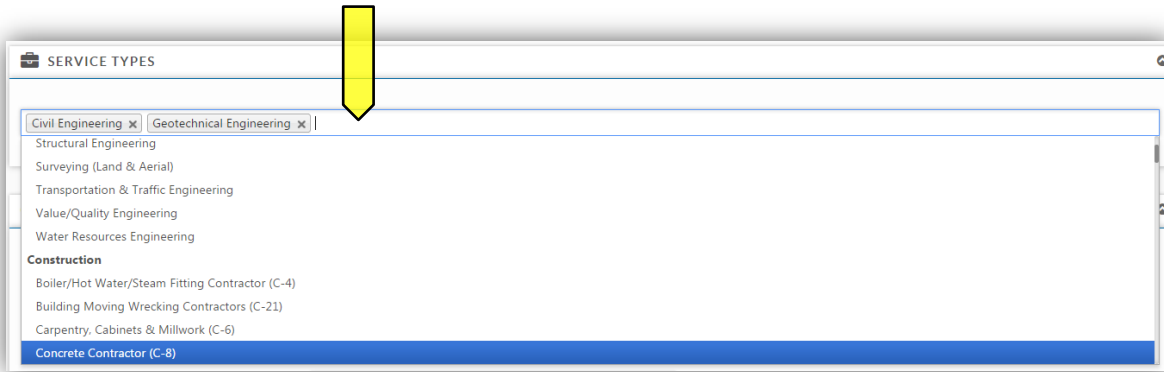 SERVICE TYPES
Civil Engineering × Geotechnical Engineering ×
Structural Engineering
Surveying (Land & Aerial)
Transportation & Traffic Engineering
Value/Quality Engineering
Water Resources Engineering
Construction
Boiler/Hot Water/Steam Fitting Contractor (C-4)
Building Moving Wrecking Contractors (C-21)
Carpentry, Cabinets & Millwork (C-6)
Concrete Contractor (C-8)